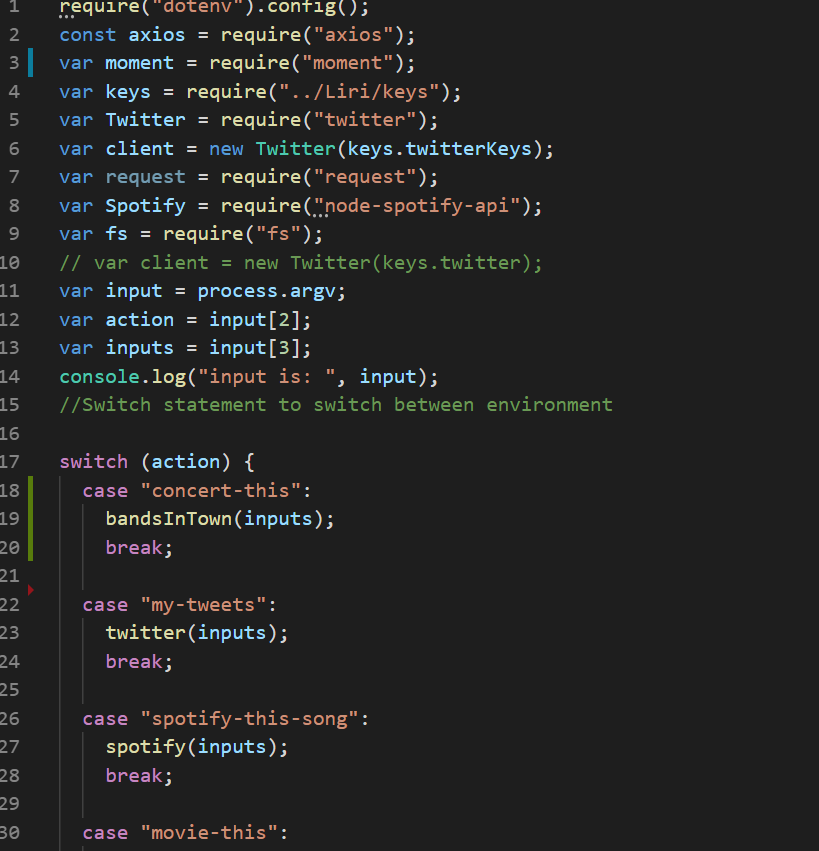 1 require("dotenv").config();
2 const axios = require("axios");
3 var moment = require("moment");
4 var keys = require("../Liri/keys");
5 var Twitter = require("twitter");
6 var client = new Twitter(keys.twitterKeys);
7 var request = require("request");
8 var Spotify = require("node-spotify-api");
9 var fs = require("fs");
10 // var client = new Twitter(keys.twitter);
11 var input = process.argv;
12 var action = input[2];
13 var inputs = input[3];
14 console.log("input is: ", input);
15 //Switch statement to switch between environment
16
17 switch (action) {
18   case "concert-this":
19     bandsInTown(inputs);
20     break;
21
22   case "my-tweets":
23     twitter(inputs);
24     break;
25
26   case "spotify-this-song":
27     spotify(inputs);
28     break;
29
30   case "movie-this":